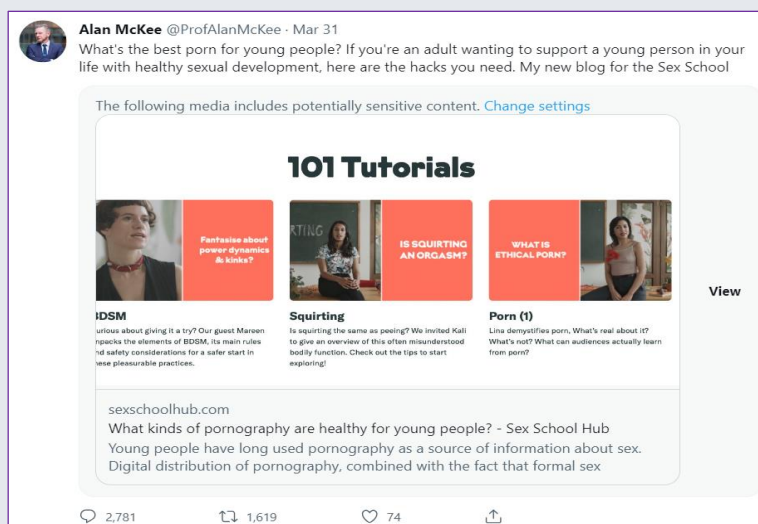 Alan McKee @ProfAlanMcKee · Mar 31
What's the best porn for young people? If you're an adult wanting to support a young person in your
life with healthy sexual development, here are the hacks you need. My new blog for the Sex School
The following media includes potentially sensitive content. Change settings
101 Tutorials
Fantasise about
power dynamics
& kinks?
RTING
IS SQUIRTING
AN ORGASM?
WHAT IS
ETHICAL PORN?
BDSM
urious about giving it a try? Our guest Mareen
npacks the elements of BDSM, its main rules
nd safety considerations for a safer start in
ese pleasurable practices.
Squirting
Is squirting the same as peeing? We invited Kali
to give an overview of this often misunderstood
bodily function. Check out the tips to start
exploring!
Porn (1)
Lina demystifies porn, What's real about it?
What's not? What can audiences actually learn
from porn?
View
sexschoolhub.com
What kinds of pornography are healthy for young people? - Sex School Hub
Young people have long used pornography as a source of information about sex.
Digital distribution of pornography, combined with the fact that formal sex
2,781 1,619 74